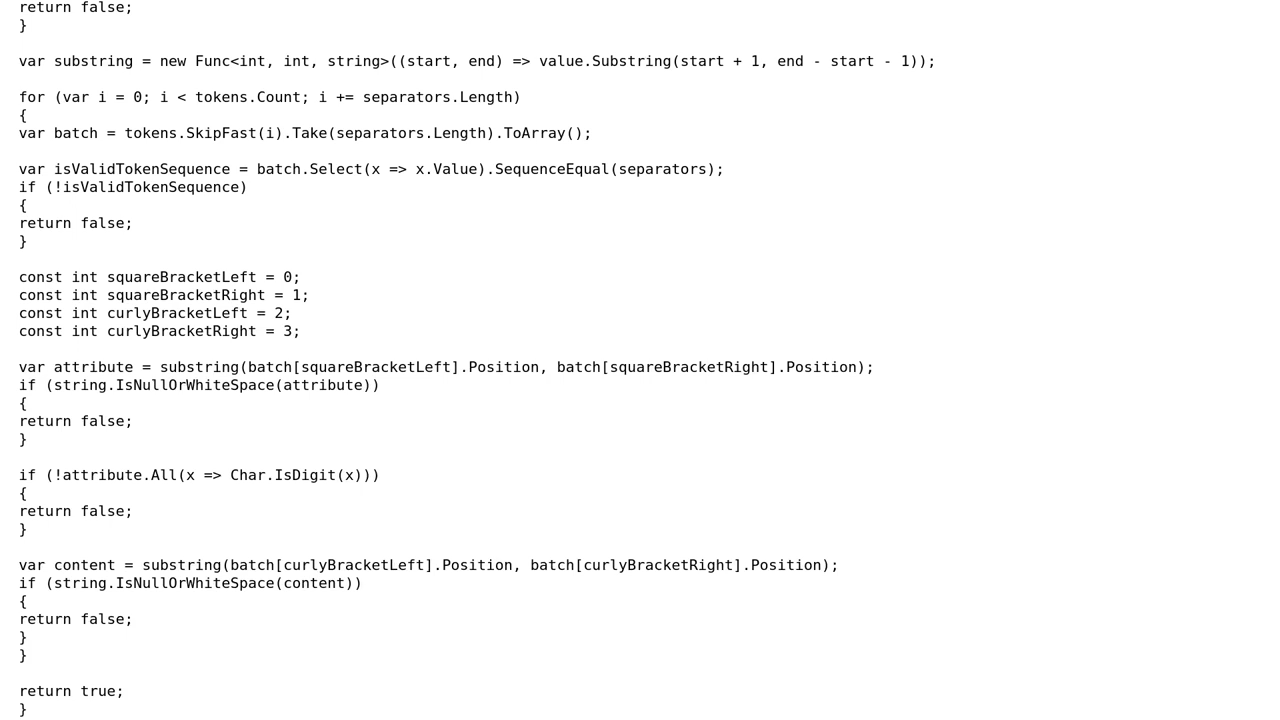 return false;
}
var substring = new Func<int, int, string>((start, end) => value.Substring(start + 1, end - start - 1));
for (var i = 0; i < tokens.Count; i += separators.Length)
{
var batch = tokens.SkipFast(i).Take(separators.Length).ToArray();
var isValidTokenSequence = batch.Select(x => x.Value).SequenceEqual(separators);
if (!isValidTokenSequence)
{
return false;
}
const int squareBracketLeft = 0;
const int squareBracketRight = 1;
const int curlyBracketLeft = 2;
const int curlyBracketRight = 3;
var attribute = substring(batch[squareBracketLeft].Position, batch[squareBracketRight].Position);
if (string.IsNullOrWhiteSpace(attribute))
{
return false;
}
if (!attribute.All(x => Char.IsDigit(x)))
{
return false;
}
var content = substring(batch[curlyBracketLeft].Position, batch[curlyBracketRight].Position);
if (string.IsNullOrWhiteSpace(content))
{
return false;
}
}
return true;
}